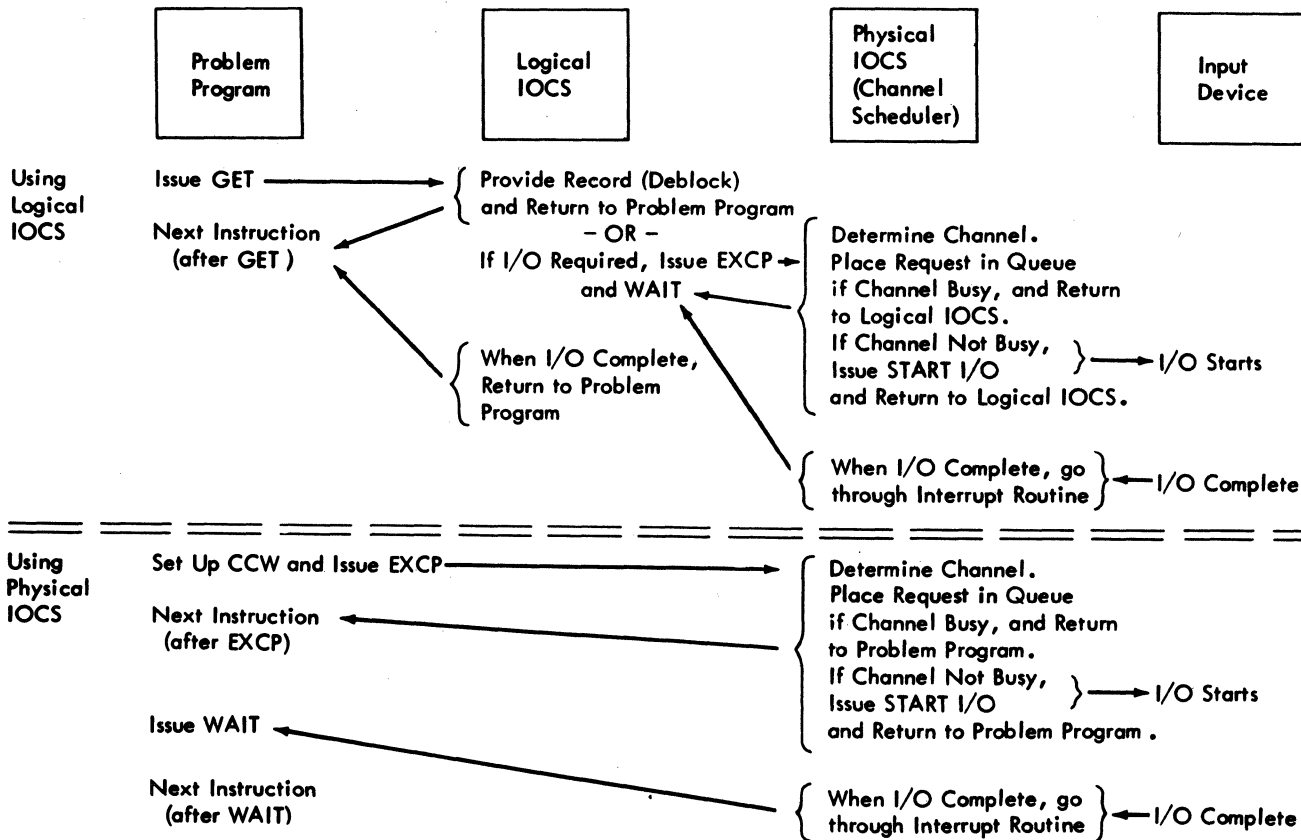 Problem
Program
Logical
IOCS
Physical
IOCS
(Channel
Scheduler)
Input
Device
Using
Logical
IOCS
Issue GET
Provide Record (Deblock)
and Return to Problem Program
Next Instruction
(after GET )
- OR -
If I/O Required, Issue EXCP
and WAIT
Determine Channel.
Place Request in Queue
if Channel Busy, and Return
to Logical IOCS.
If Channel Not Busy,
Issue START I/O
and Return to Logical IOCS.
I/O Starts
When I/O Complete,
Return to Problem
Program
When I/O Complete, go
through Interrupt Routine
I/O Complete
Using
Physical
IOCS
Set Up CCW and Issue EXCP
Determine Channel.
Place Request in Queue
if Channel Busy, and Return
to Problem Program.
If Channel Not Busy,
Issue START I/O
and Return to Problem Program .
I/O Starts
Next Instruction
(after EXCP)
Issue WAIT
Next Instruction
(after WAIT)
When I/O Complete, go
through Interrupt Routine
I/O Complete